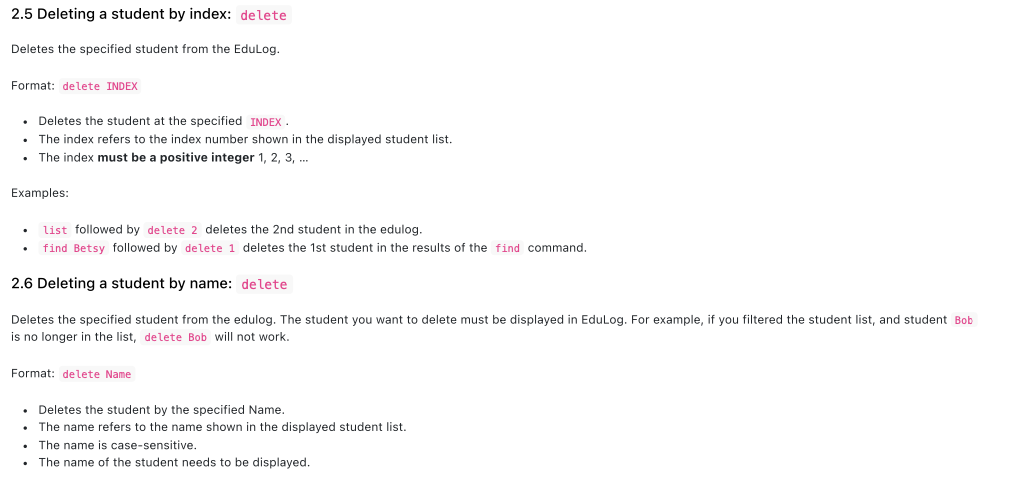 2.5 Deleting a student by index: delete
Deletes the specified student from the EduLog.
Format: delete INDEX
• Deletes the student at the specified INDEX .
• The index refers to the index number shown in the displayed student list.
• The index must be a positive integer 1, 2, 3, …
Examples:
• list followed by delete 2 deletes the 2nd student in the edulog.
• find Betsy followed by delete 1 deletes the 1st student in the results of the find command.
2.6 Deleting a student by name: delete
Deletes the specified student from the edulog. The student you want to delete must be displayed in EduLog. For example, if you filtered the student list, and student Bob
is no longer in the list, delete Bob will not work.
Format: delete Name
• Deletes the student by the specified Name.
• The name refers to the name shown in the displayed student list.
• The name is case-sensitive.
• The name of the student needs to be displayed.